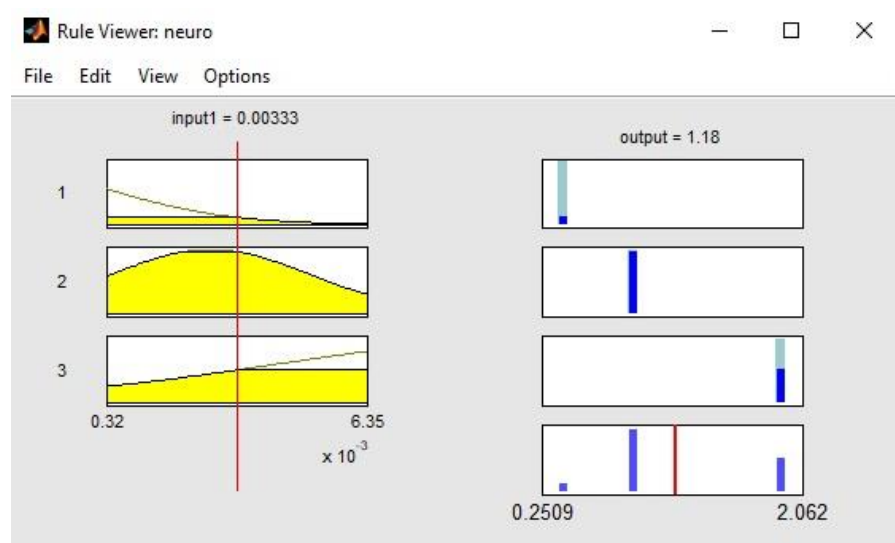 Rule Viewer: neuro
File Edit View Options
input1 = 0.00333
output = 1.18
1
2
3
0.32 6.35
x 10^-3
0.2509 2.062